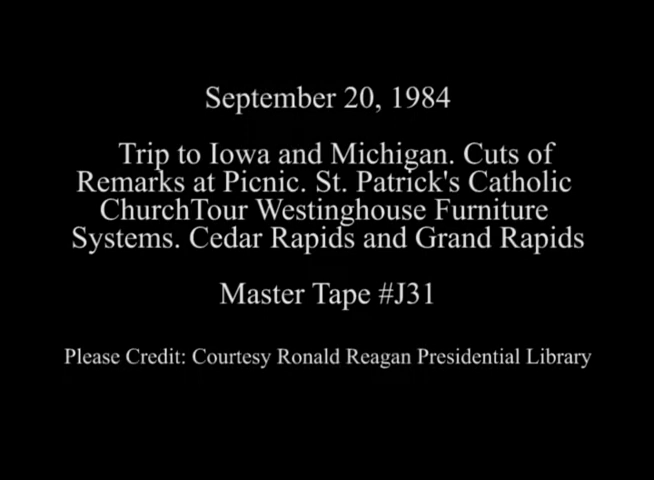 September 20, 1984
Trip to Iowa and Michigan. Cuts of
Remarks at Picnic. St. Patrick's Catholic
ChurchTour Westinghouse Furniture
Systems. Cedar Rapids and Grand Rapids
Master Tape #J31
Please Credit: Courtesy Ronald Reagan Presidential Library